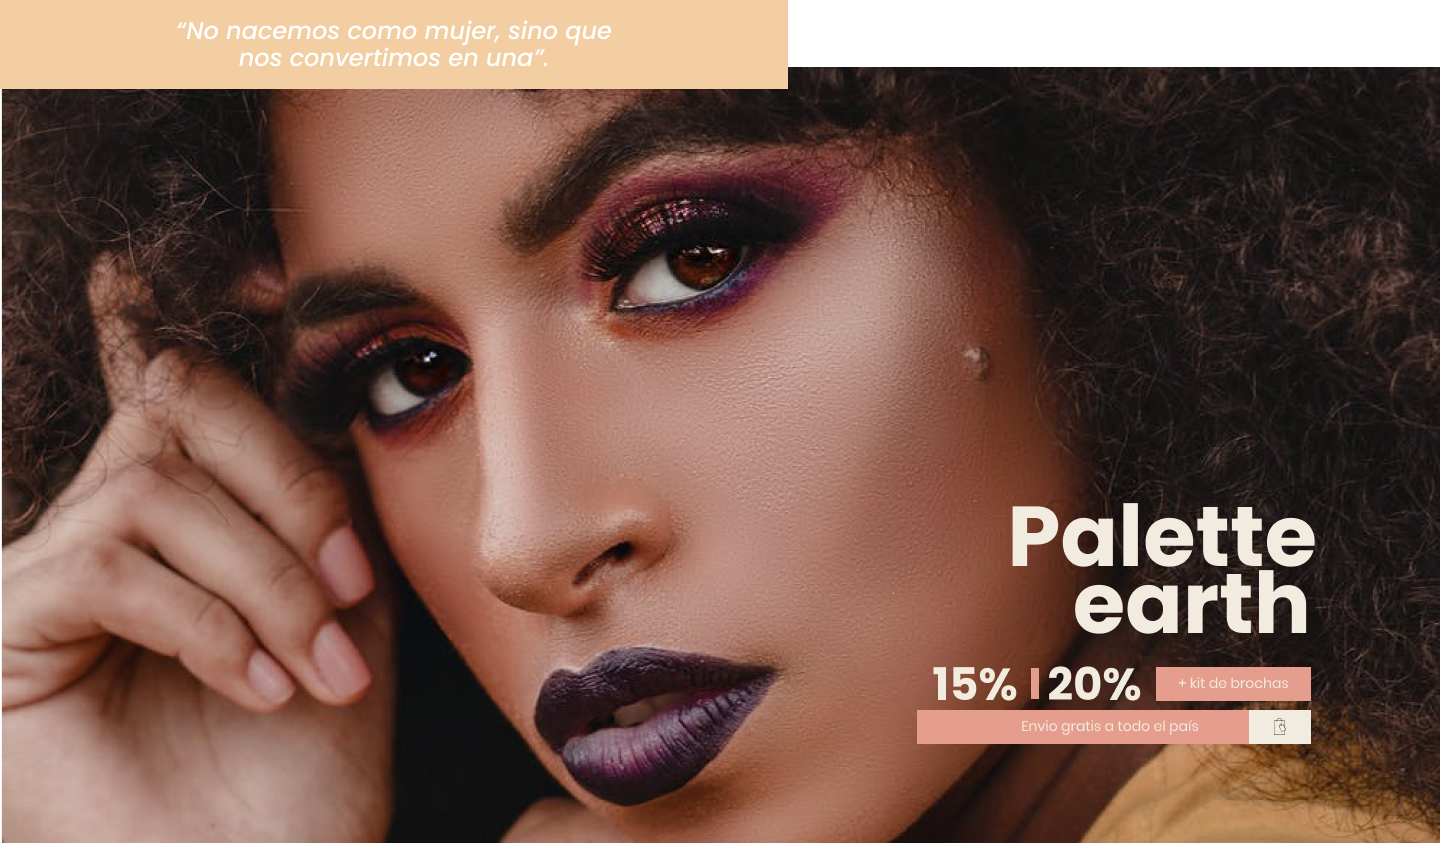 “No nacemos como mujer, sino que
nos convertimos en una”.
Palette
earth
15% 20% + kit de brochas
Envio gratis a todo el país